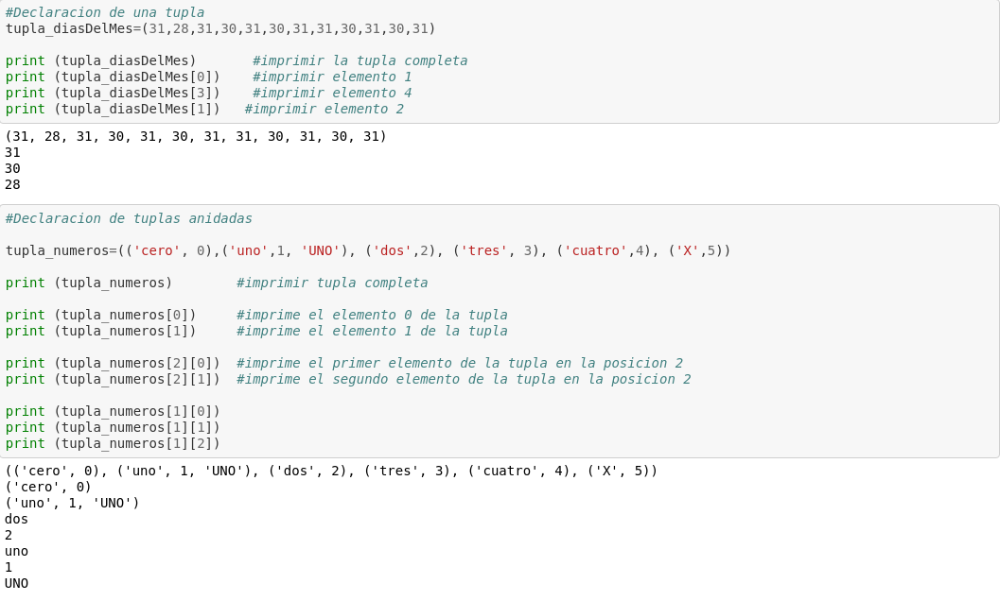 #Declaracion de una tupla
tupla_diasDelMes=(31,28,31,30,31,30,31,31,30,31,30,31)
print (tupla_diasDelMes)       #imprimir la tupla completa
print (tupla_diasDelMes[0])    #imprimir elemento 1
print (tupla_diasDelMes[3])    #imprimir elemento 4
print (tupla_diasDelMes[1])   #imprimir elemento 2
(31, 28, 31, 30, 31, 30, 31, 31, 30, 31, 30, 31)
31
30
28
#Declaracion de tuplas anidadas
tupla_numeros=(('cero', 0),('uno',1, 'UNO'), ('dos',2), ('tres', 3), ('cuatro',4), ('X',5))
print (tupla_numeros)        #imprimir tupla completa
print (tupla_numeros[0])     #imprime el elemento 0 de la tupla
print (tupla_numeros[1])     #imprime el elemento 1 de la tupla
print (tupla_numeros[2][0])  #imprime el primer elemento de la tupla en la posicion 2
print (tupla_numeros[2][1])  #imprime el segundo elemento de la tupla en la posicion 2
print (tupla_numeros[1][0])
print (tupla_numeros[1][1])
print (tupla_numeros[1][2])
(('cero', 0), ('uno', 1, 'UNO'), ('dos', 2), ('tres', 3), ('cuatro', 4), ('X', 5))
('cero', 0)
('uno', 1, 'UNO')
dos
2
uno
1
UNO